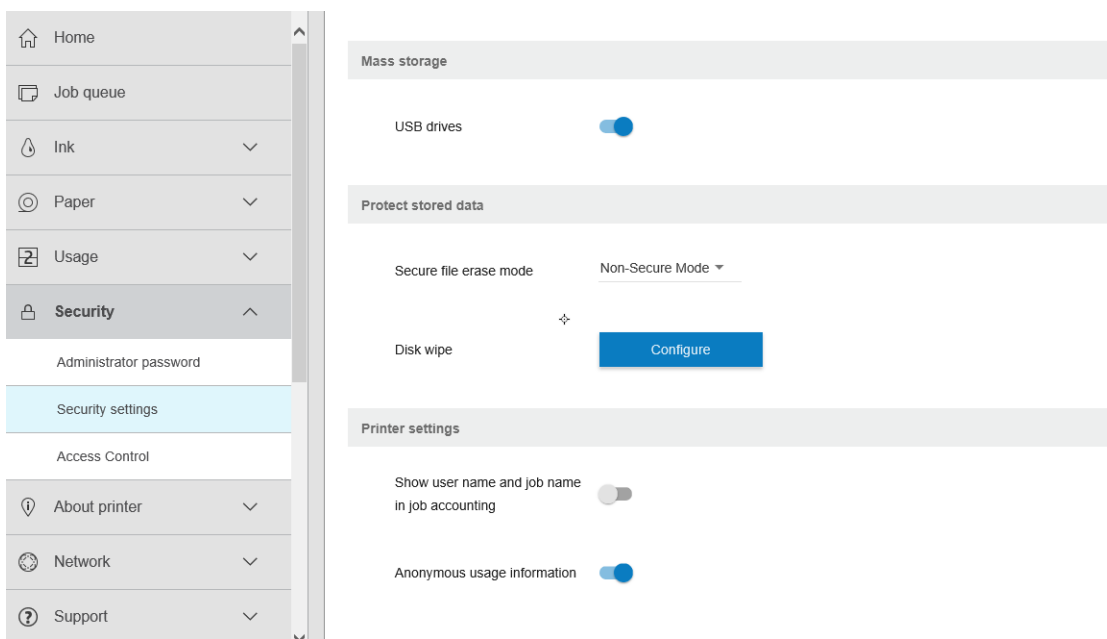 Home
Job queue
Ink
Paper
Usage
Security
Administrator password
Security settings
Access Control
About printer
Network
Support
Mass storage
USB drives
Protect stored data
Secure file erase mode
Non-Secure Mode
Disk wipe
Configure
Printer settings
Show user name and job name
in job accounting
Anonymous usage information